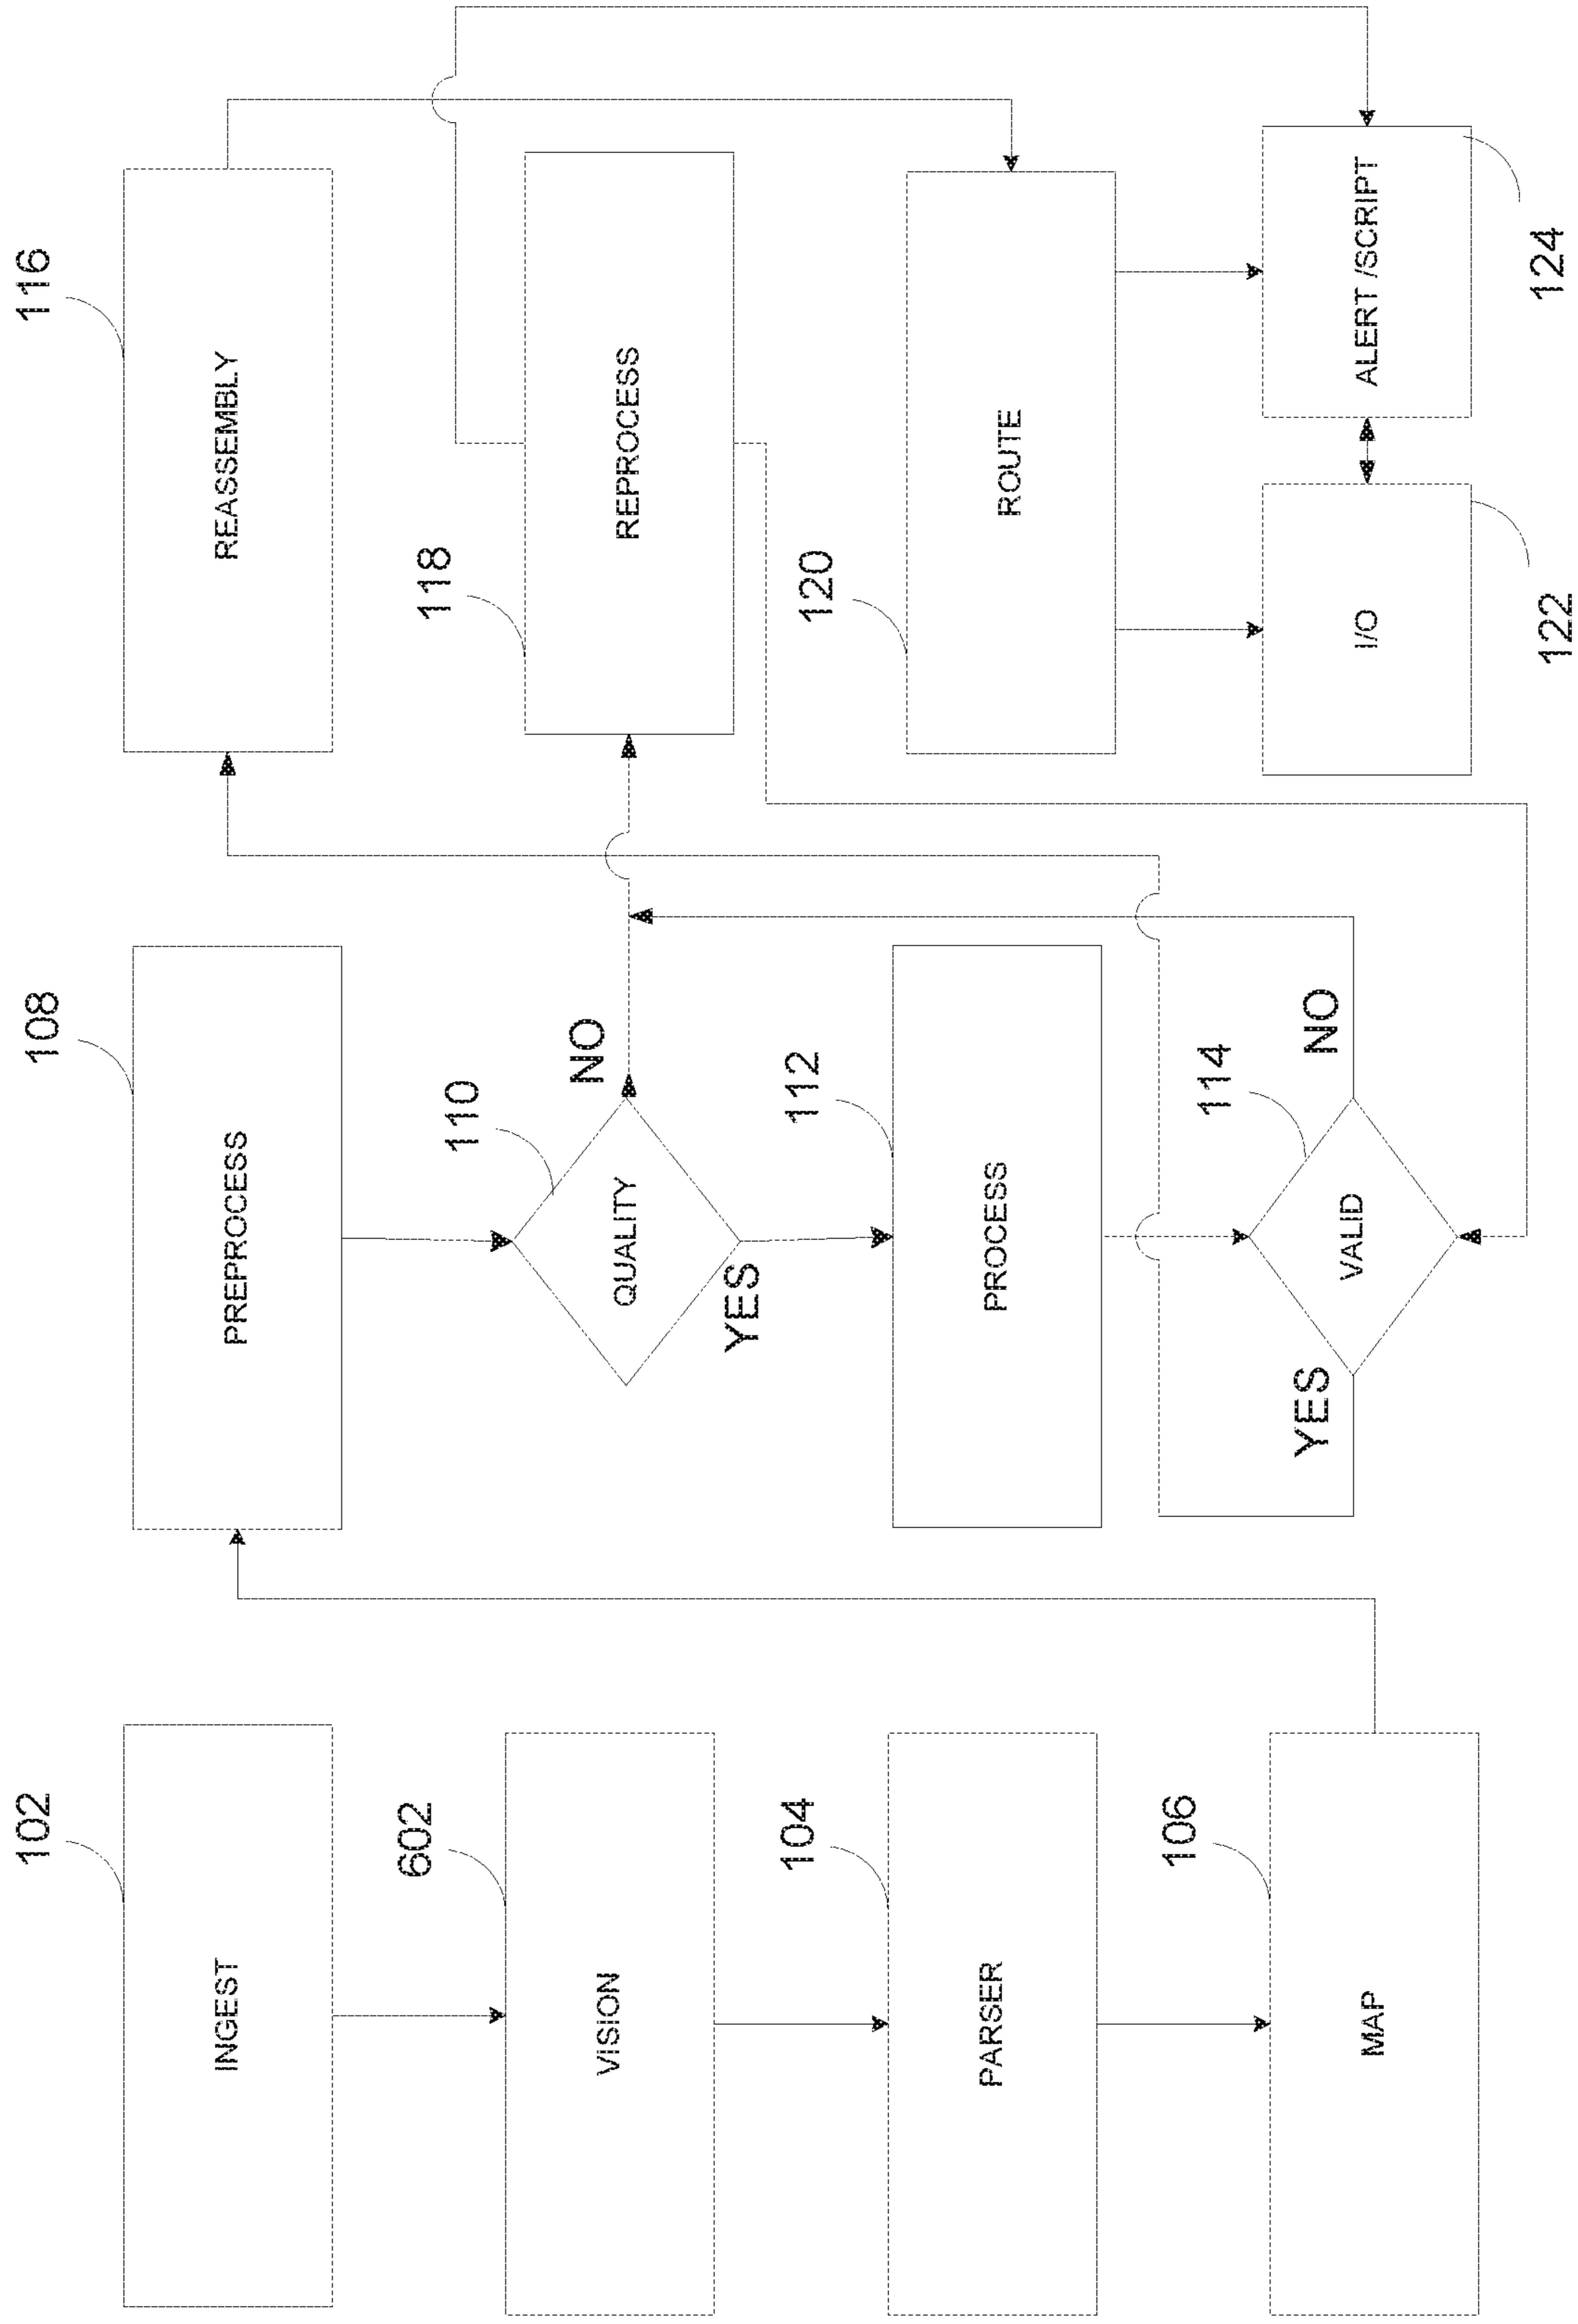 102
INGEST
602
VISION
104
PARSER
106
MAP
108
PREPROCESS
110
QUALITY
NO
YES
112
PROCESS
114
VALID
NO
YES
116
REASSEMBLY
118
REPROCESS
120
ROUTE
I/O
122
ALERT /SCRIPT
124